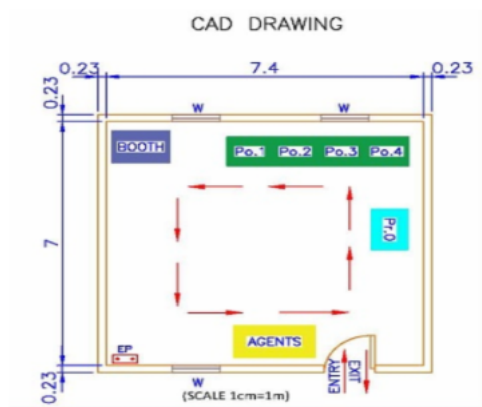 CAD DRAWING
0.23 7.4 0.23
0.23
W W
BOOTH
Po.1 Po.2 Po.3 Po.4
Pr.O
7
AGENTS
EP
ENTRY
EXIT
0.23
W
(SCALE 1cm=1m)